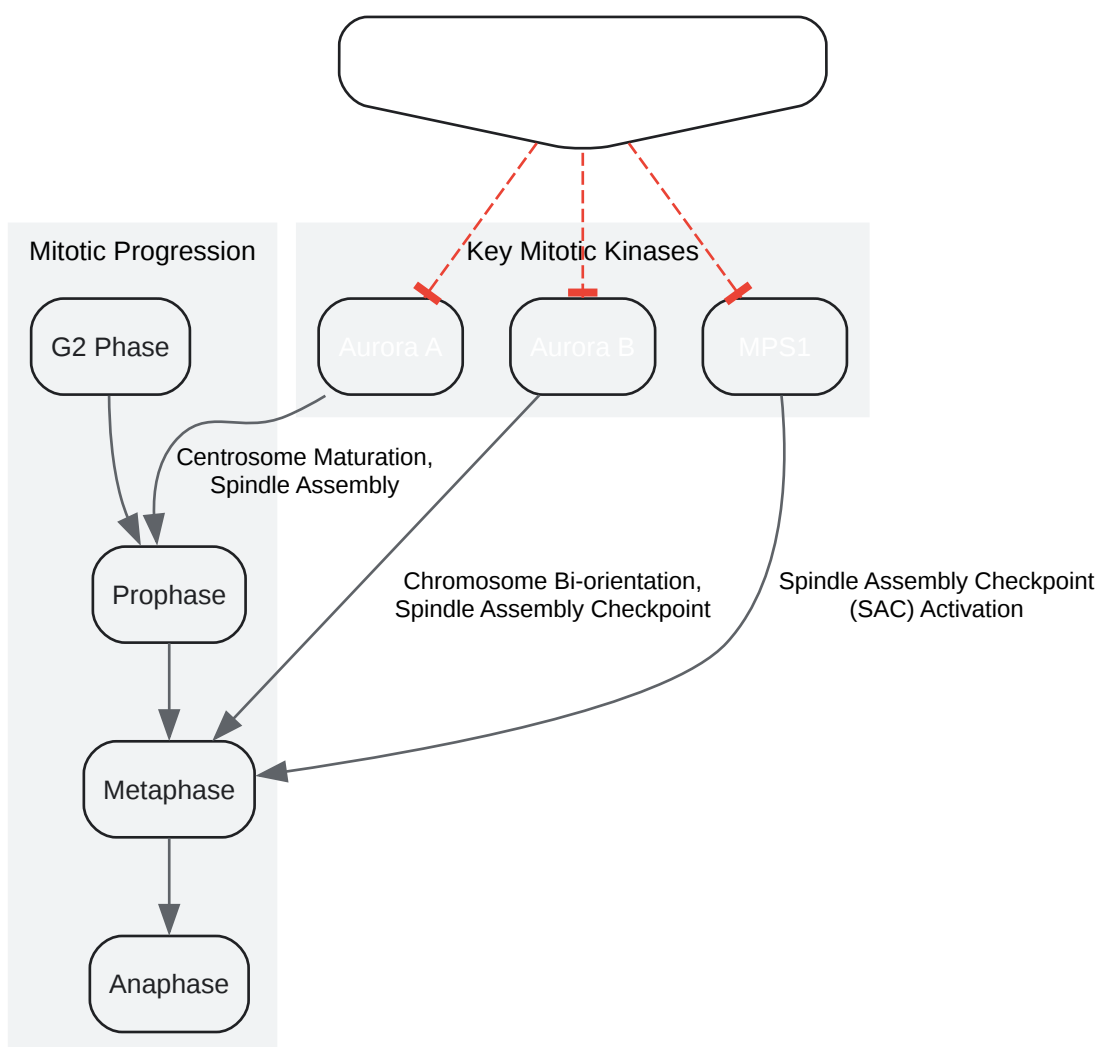 Mitotic Progression
Key Mitotic Kinases
G2 Phase
Aurora A
Aurora B
MPS1
Centrosome Maturation,
Spindle Assembly
Prophase
Chromosome Bi-orientation,
Spindle Assembly Checkpoint
Spindle Assembly Checkpoint
(SAC) Activation
Metaphase
Anaphase